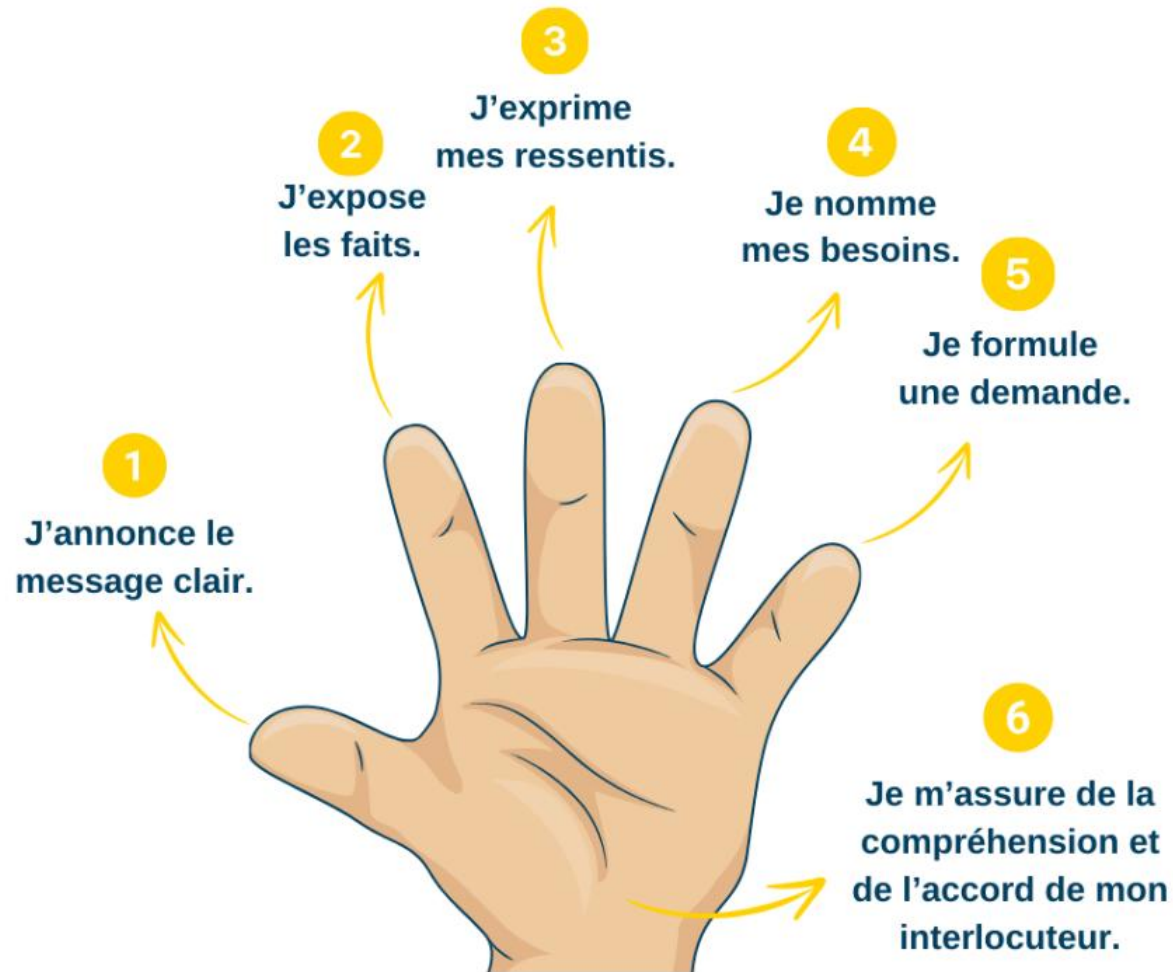 1
J’annonce le
message clair.
2
J’expose
les faits.
3
J’exprime
mes ressentis.
4
Je nomme
mes besoins.
5
Je formule
une demande.
6
Je m’assure de la
compréhension et
de l’accord de mon
interlocuteur.